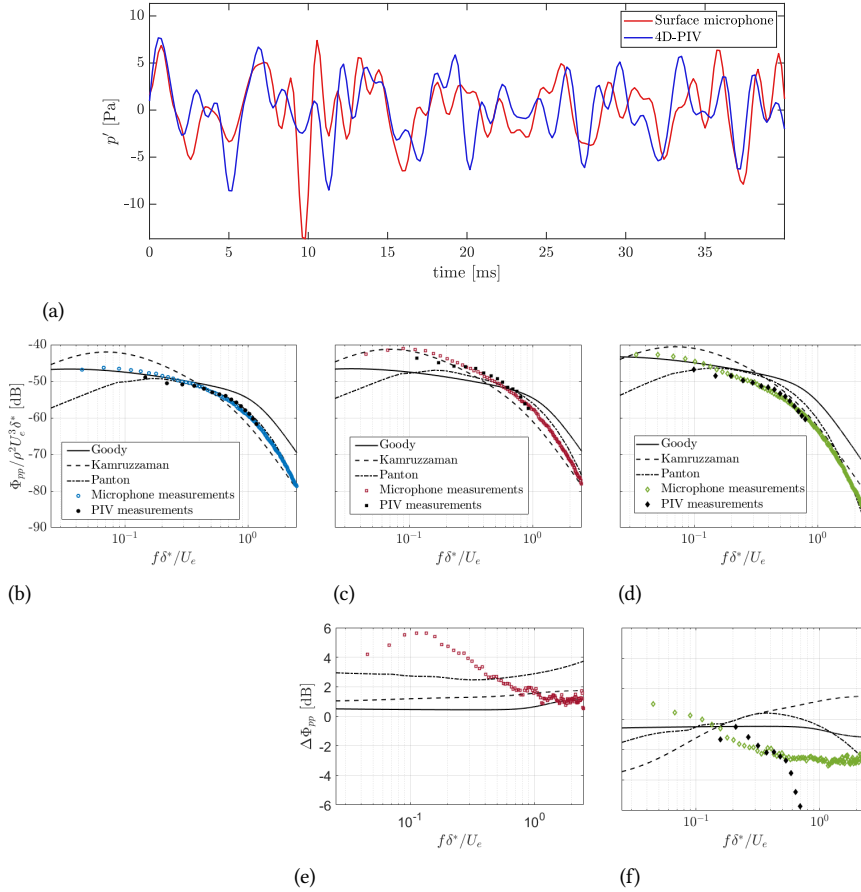 10
5
0
-5
-10
p′ [Pa]
Surface microphone
4D-PIV
0 5 10 15 20 25 30 35
time [ms]
(a)
-40
-50
-60
-70
-80
-90
Φpp/ρ²Uₑ³δ* [dB]
Goody
Kamruzzaman
Panton
Microphone measurements
PIV measurements
10⁻¹ 10⁰
fδ*/Uₑ
(b)
Goody
Kamruzzaman
Panton
Microphone measurements
PIV measurements
10⁻¹ 10⁰
fδ*/Uₑ
(c)
Goody
Kamruzzaman
Panton
Microphone measurements
PIV measurements
10⁻¹ 10⁰
fδ*/Uₑ
(d)
6
4
2
0
-2
-4
-6
ΔΦpp [dB]
10⁻¹ 10⁰
fδ*/Uₑ
(e)
10⁻¹ 10⁰
fδ*/Uₑ
(f)